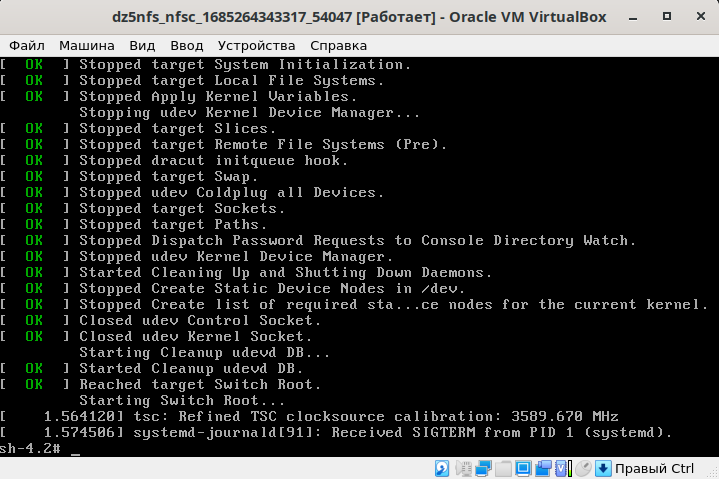 dz5nfs_nfsc_1685264343317_54047 [Работает] - Oracle VM VirtualBox
Файл Машина Вид Ввод Устройства Справка
[  OK  ] Stopped target System Initialization.
[  OK  ] Stopped target Local File Systems.
[  OK  ] Stopped Apply Kernel Variables.
         Stopping udev Kernel Device Manager...
[  OK  ] Stopped target Slices.
[  OK  ] Stopped target Remote File Systems (Pre).
[  OK  ] Stopped dracut initqueue hook.
[  OK  ] Stopped target Swap.
[  OK  ] Stopped udev Coldplug all Devices.
[  OK  ] Stopped target Sockets.
[  OK  ] Stopped target Paths.
[  OK  ] Stopped Dispatch Password Requests to Console Directory Watch.
[  OK  ] Stopped udev Kernel Device Manager.
[  OK  ] Started Cleaning Up and Shutting Down Daemons.
[  OK  ] Stopped Create Static Device Nodes in /dev.
[  OK  ] Stopped Create list of required sta...ce nodes for the current kernel.
[  OK  ] Closed udev Control Socket.
[  OK  ] Closed udev Kernel Socket.
         Starting Cleanup udevd DB...
[  OK  ] Started Cleanup udevd DB.
[  OK  ] Reached target Switch Root.
         Starting Switch Root...
[    1.564120] tsc: Refined TSC clocksource calibration: 3589.670 MHz
[    1.574506] systemd-journald[91]: Received SIGTERM from PID 1 (systemd).
sh-4.2# _
Правый Ctrl